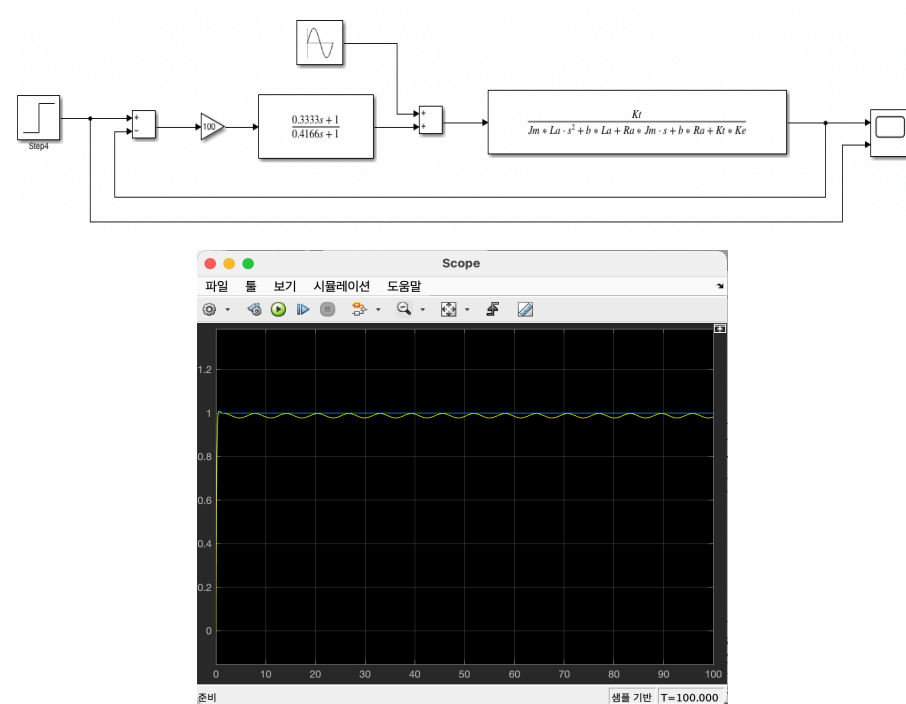 Step4
+
−
100
0.3333s + 1
0.4166s + 1
+
+
Kt
Jm * La · s² + b * La + Ra * Jm · s + b * Ra + Kt * Ke
Scope
파일 툴 보기 시뮬레이션 도움말
1.2
1
0.8
0.6
0.4
0.2
0
0 10 20 30 40 50 60 70 80 90 100
준비 샘플 기반 T=100.000